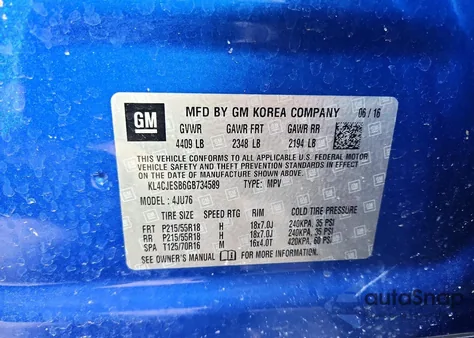 GM
MFD BY GM KOREA COMPANY 06/16
GVWR GAWR FRT GAWR RR
4409 LB 2348 LB 2194 LB
THIS VEHICLE CONFORMS TO ALL APPLICABLE U.S. FEDERAL MOTOR
VEHICLE SAFETY AND THEFT PREVENTION STANDARDS IN EFFECT
ON THE DATE OF MANUFACTURE SHOWN ABOVE.
KL4CJESB6GB734589 TYPE: MPV
MODEL: 4JU76
TIRE SIZE SPEED RTG RIM COLD TIRE PRESSURE
FRT P215/55R18 H 18x7.0J 240KPA, 35 PSI
RR P215/55R18 H 18x7.0J 240KPA, 35 PSI
SPA T125/70R16 M 16x4.0T 420KPA, 60 PSI
SEE OWNER'S MANUAL FOR MORE INFORMATION
autoSnap